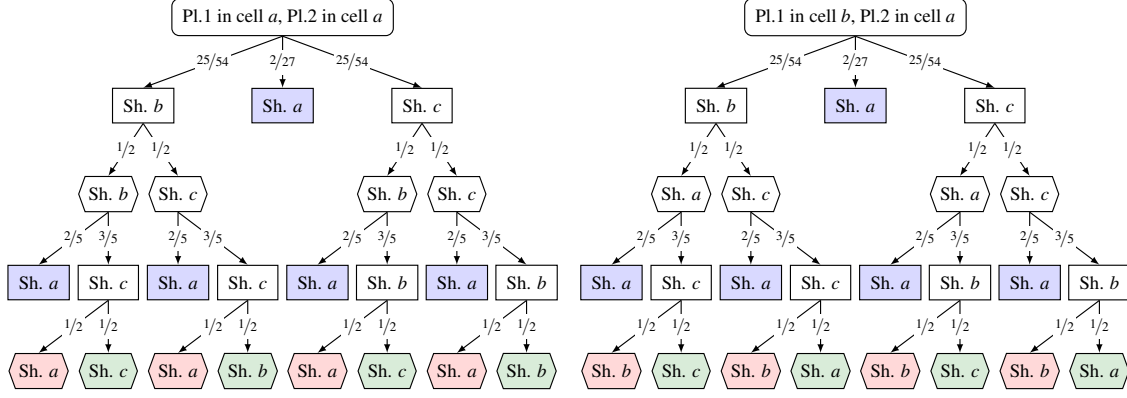 Pl.1 in cell a, Pl.2 in cell a Pl.1 in cell b, Pl.2 in cell a
25/54 2/27 25/54 25/54 2/27 25/54
Sh. b Sh. a Sh. c Sh. b Sh. a Sh. c
1/2 1/2 1/2 1/2 1/2 1/2 1/2 1/2
Sh. b Sh. c Sh. b Sh. c Sh. a Sh. c Sh. a Sh. c
2/5 3/5 2/5 3/5 2/5 3/5 2/5 3/5 2/5 3/5 2/5 3/5 2/5 3/5 2/5 3/5
Sh. a Sh. c Sh. a Sh. c Sh. a Sh. b Sh. a Sh. b Sh. a Sh. c Sh. b Sh. c Sh. a Sh. b Sh. a Sh. b
1/2 1/2 1/2 1/2 1/2 1/2 1/2 1/2 1/2 1/2 1/2 1/2 1/2 1/2 1/2 1/2
Sh. a Sh. c Sh. a Sh. b Sh. a Sh. c Sh. a Sh. b Sh. b Sh. c Sh. b Sh. a Sh. b Sh. c Sh. b Sh. a